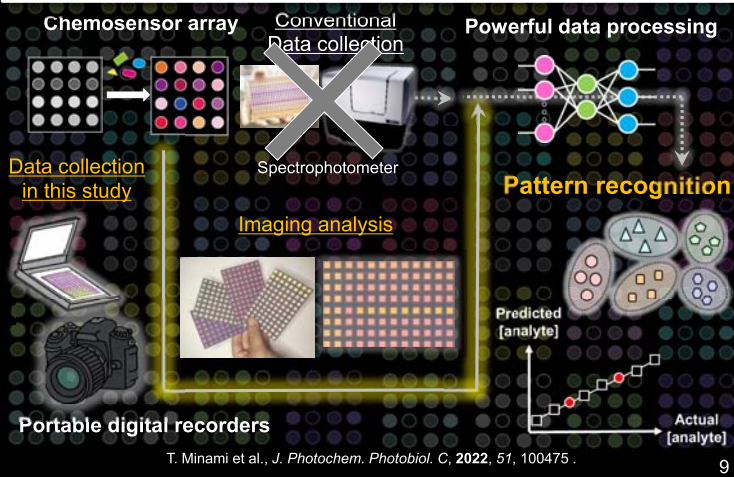 Chemosensor array
Conventional
Data collection
Powerful data processing
Spectrophotometer
Data collection
in this study
Pattern recognition
Imaging analysis
Predicted
[analyte]
Actual
[analyte]
Portable digital recorders
T. Minami et al., J. Photochem. Photobiol. C, 2022, 51, 100475 .
9